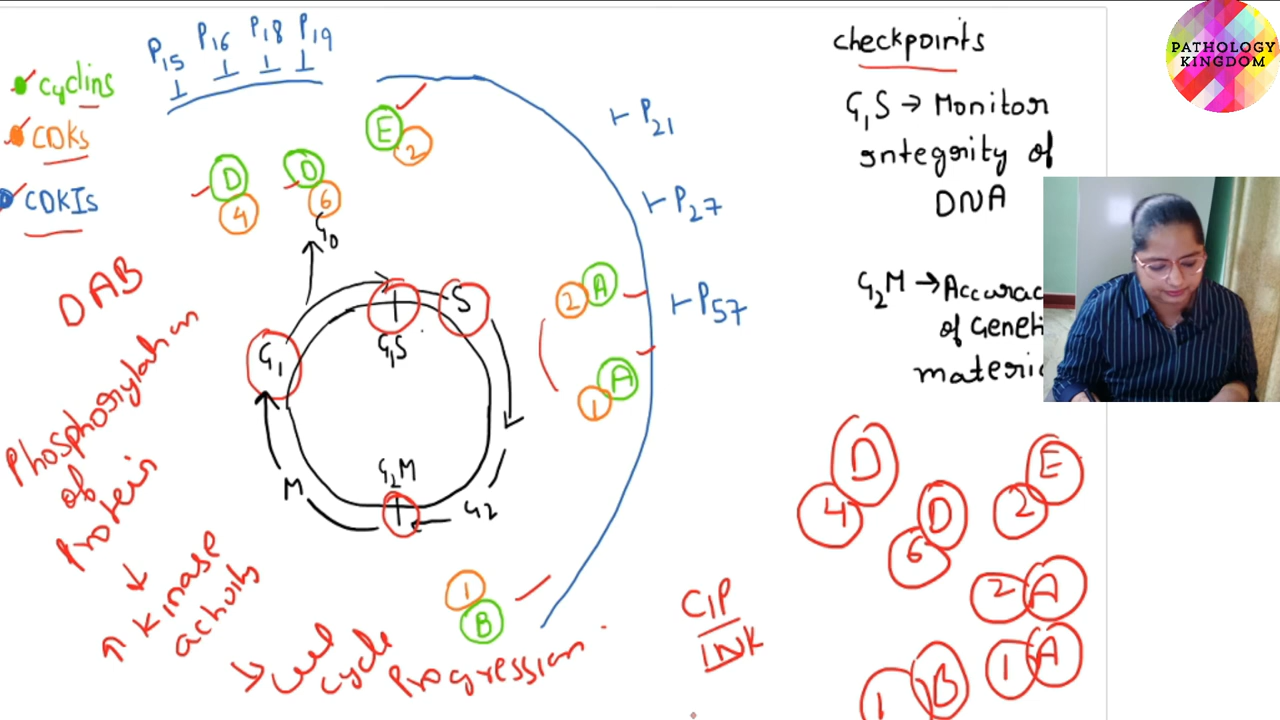 PATHOLOGY
KINGDOM
P15 P16 P18 P19
Cyclins
CDKs
CDKIs
E
2
D
4
D
6
G0
P21
P27
P57
DAB
Phosphorylation
of
Protein
↓
↑ Kinase
activity
↘ cell
cycle
Progression
G1
G1S
S
2 A
A
1
G2M
M
G2
1
B
checkpoints
G1S → Monitor
Integrity of
DNA
G2M → Accurac
of Geneti
materia
D
4
D
6
E
2
2 A
1 A
1 B
CIP
INK